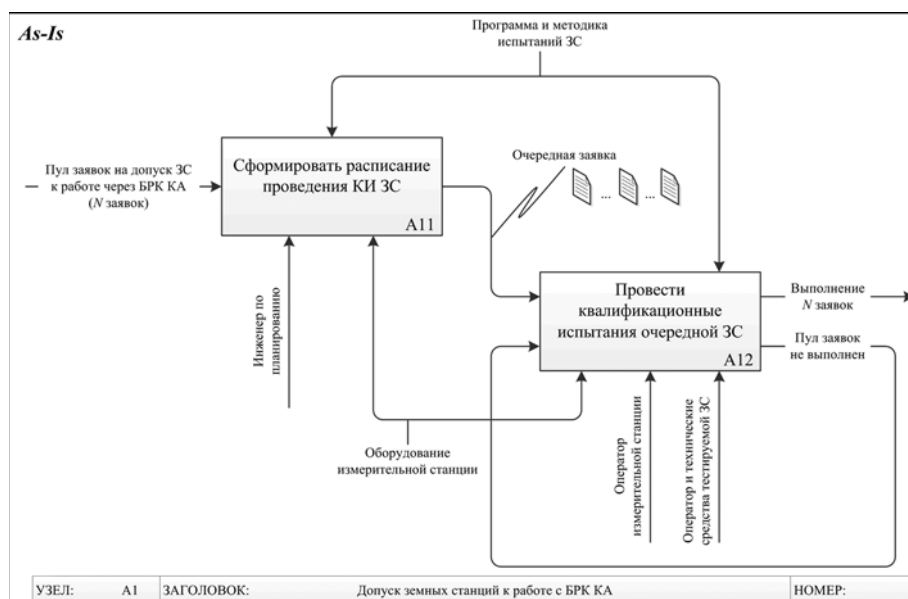 As-Is
Программа и методика
испытаний ЗС
Сформировать расписание
проведения КИ ЗС
А11
Пул заявок на допуск ЗС
к работе через БРК КА
(N заявок)
Очередная заявка
... ...
Провести
квалификационные
испытания очередной ЗС
А12
Выполнение
N заявок
Пул заявок
не выполнен
Инженер по
планированию
Оборудование
измерительной станции
Оператор
измерительной станции
Оператор и технические
средства тестируемой ЗС
УЗЕЛ: А1 ЗАГОЛОВОК: Допуск земных станций к работе с БРК КА НОМЕР: